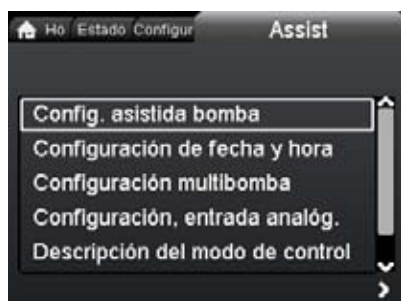 Ho Estado Configur Assist
Config. asistida bomba
Configuración de fecha y hora
Configuración multibomba
Configuración, entrada analóg.
Descripción del modo de control